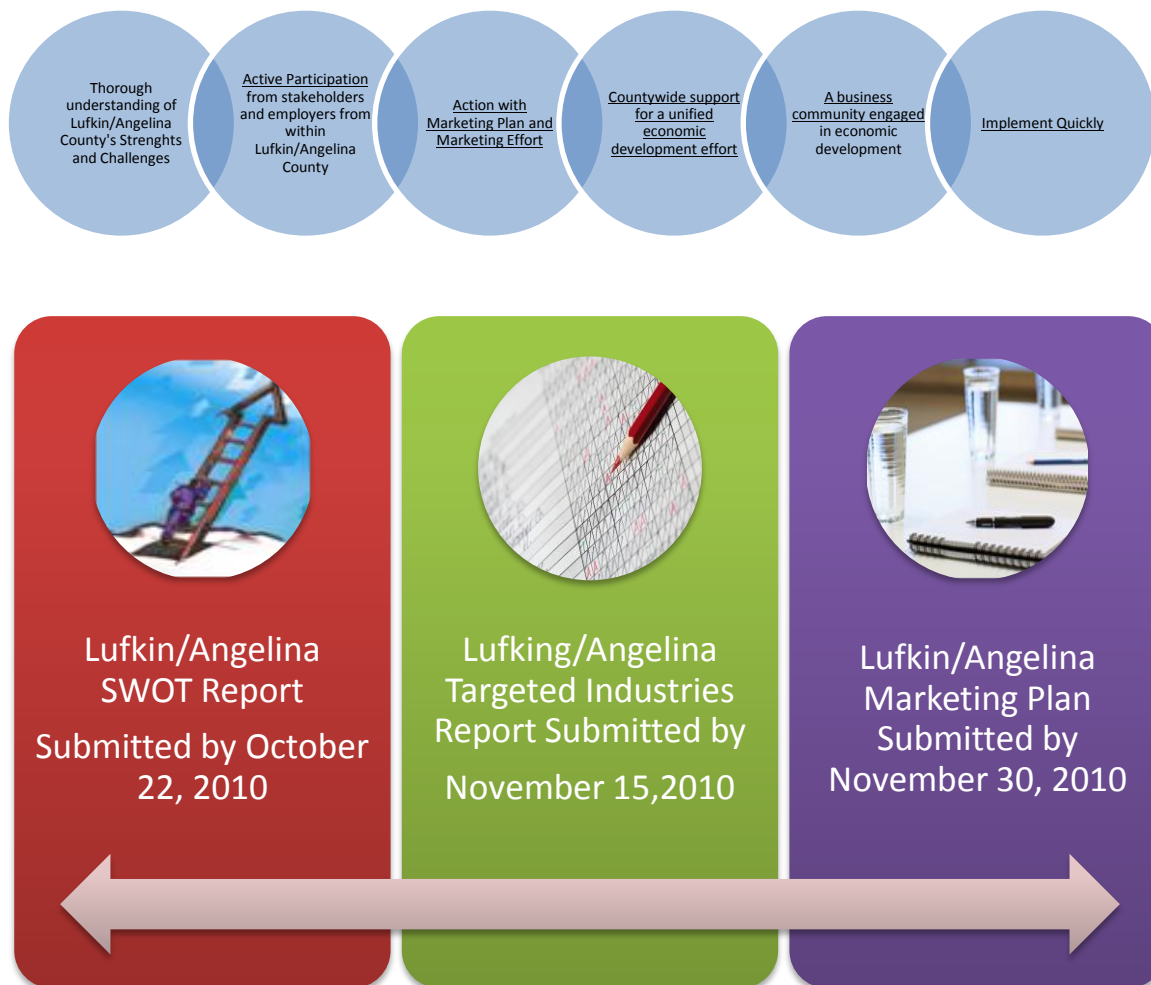 Thorough
understanding of
Lufkin/Angelina
County's Strenghts
and Challenges
Active Participation
from stakeholders
and employers from
within
Lufkin/Angelina
County
Action with
Marketing Plan and
Marketing Effort
Countywide support
for a unified
economic
development effort
A business
community engaged
in economic
development
Implement Quickly
Lufkin/Angelina
SWOT Report
Submitted by October
22, 2010
Lufking/Angelina
Targeted Industries
Report Submitted by
November 15,2010
Lufkin/Angelina
Marketing Plan
Submitted by
November 30, 2010